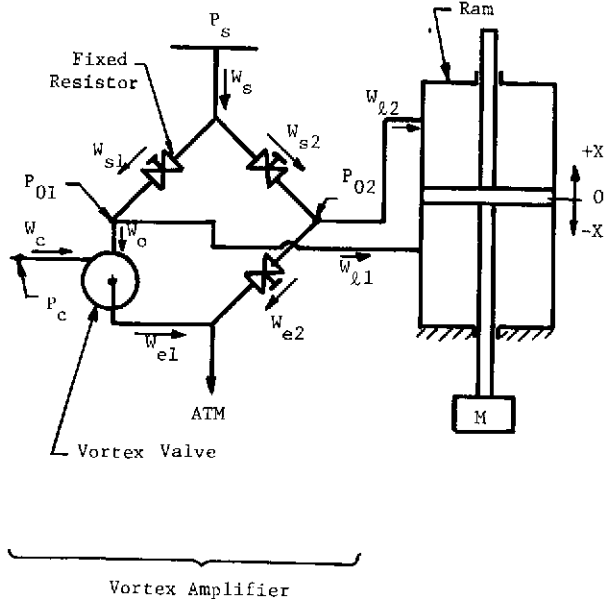 P_s
Ram
Fixed
Resistor
W_s
W_ℓ2
W_s1
W_s2
+X
P_01
P_02
0
W_c
W_o
-X
P_c
W_ℓ1
W_e1
W_e2
ATM
M
Vortex Valve
Vortex Amplifier